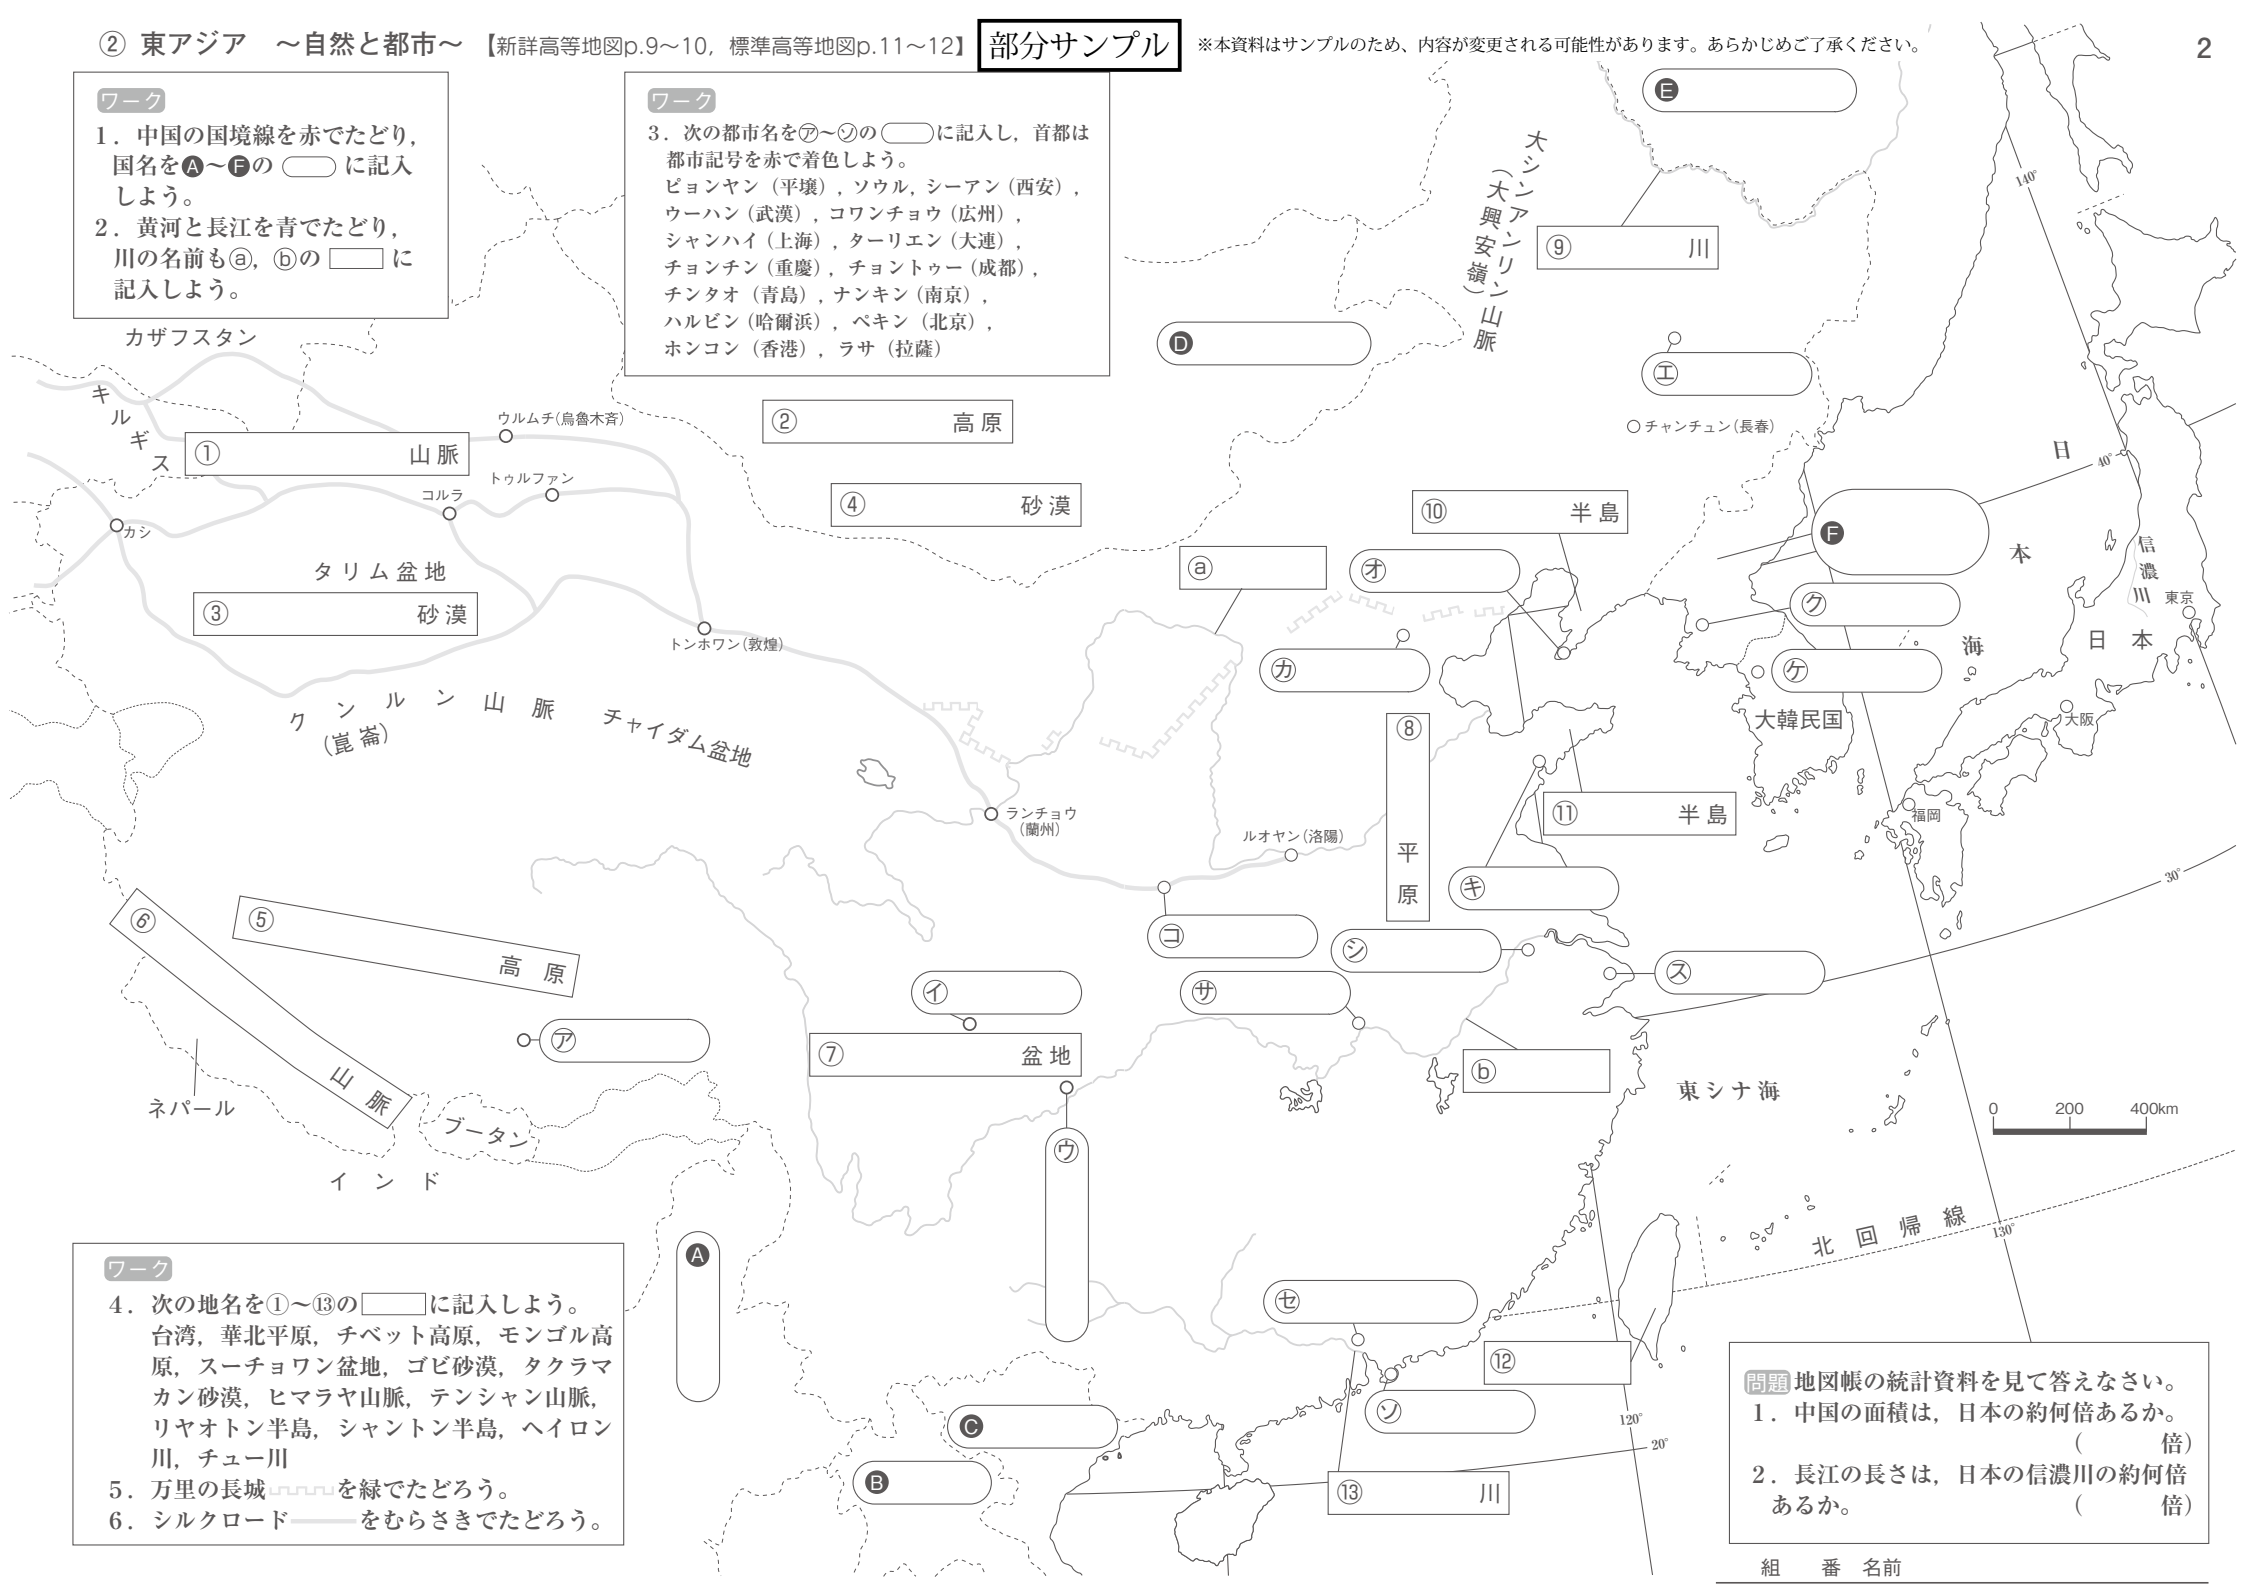 ② 東アジア　～自然と都市～ 【新詳高等地図p.9～10，標準高等地図p.11～12】
部分サンプル
※本資料はサンプルのため、内容が変更される可能性があります。あらかじめご了承ください。
2
ワーク
1．中国の国境線を赤でたどり，
国名をA～Fの に記入
しよう。
2．黄河と長江を青でたどり，
川の名前もⓐ，ⓑの に
記入しよう。
ワーク
3．次の都市名を㋐～㋞の に記入し，首都は
都市記号を赤で着色しよう。
ピョンヤン（平壌），ソウル，シーアン（西安），
ウーハン（武漢），コワンチョウ（広州），
シャンハイ（上海），ターリエン（大連），
チョンチン（重慶），チョントゥー（成都），
チンタオ（青島），ナンキン（南京），
ハルビン（哈爾浜），ペキン（北京），
ホンコン（香港），ラサ（拉薩）
E
大シンアンリン山脈
（大興安嶺）
⑨ 川
140°
カザフスタン
キルギス
D
㋓
チャンチュン（長春）
ウルムチ（烏魯木斉）
② 高原
① 山脈
トゥルファン
コルラ
カシ
④ 砂漠
⑩ 半島
日本海
40°
F
信濃川
東京
日本
タリム盆地
③ 砂漠
ⓐ
㋔
㋗
トンホワン（敦煌）
㋕
㋘
大韓民国
大阪
クンルン山脈
（崑崙）
チャイダム盆地
⑧ 平原
ランチョウ
（蘭州）
ルオヤン（洛陽）
⑪ 半島
福岡
㋖
30°
⑥ 山脈
⑤ 高原
㋙
㋛
㋜
㋑
㋚
㋐
⑦ 盆地
ⓑ
東シナ海
0 200 400km
ネパール
ブータン
インド
㋒
北回帰線
130°
A
㋝
⑫
㋞
C
B
120°
20°
⑬ 川
ワーク
4．次の地名を①～⑬の に記入しよう。
台湾，華北平原，チベット高原，モンゴル高
原，スーチョワン盆地，ゴビ砂漠，タクラマ
カン砂漠，ヒマラヤ山脈，テンシャン山脈，
リヤオトン半島，シャントン半島，ヘイロン
川，チュー川
5．万里の長城 を緑でたどろう。
6．シルクロード をむらさきでたどろう。
問題 地図帳の統計資料を見て答えなさい。
1．中国の面積は，日本の約何倍あるか。
（　　　倍）
2．長江の長さは，日本の信濃川の約何倍
あるか。 （　　　倍）
組　番 名前